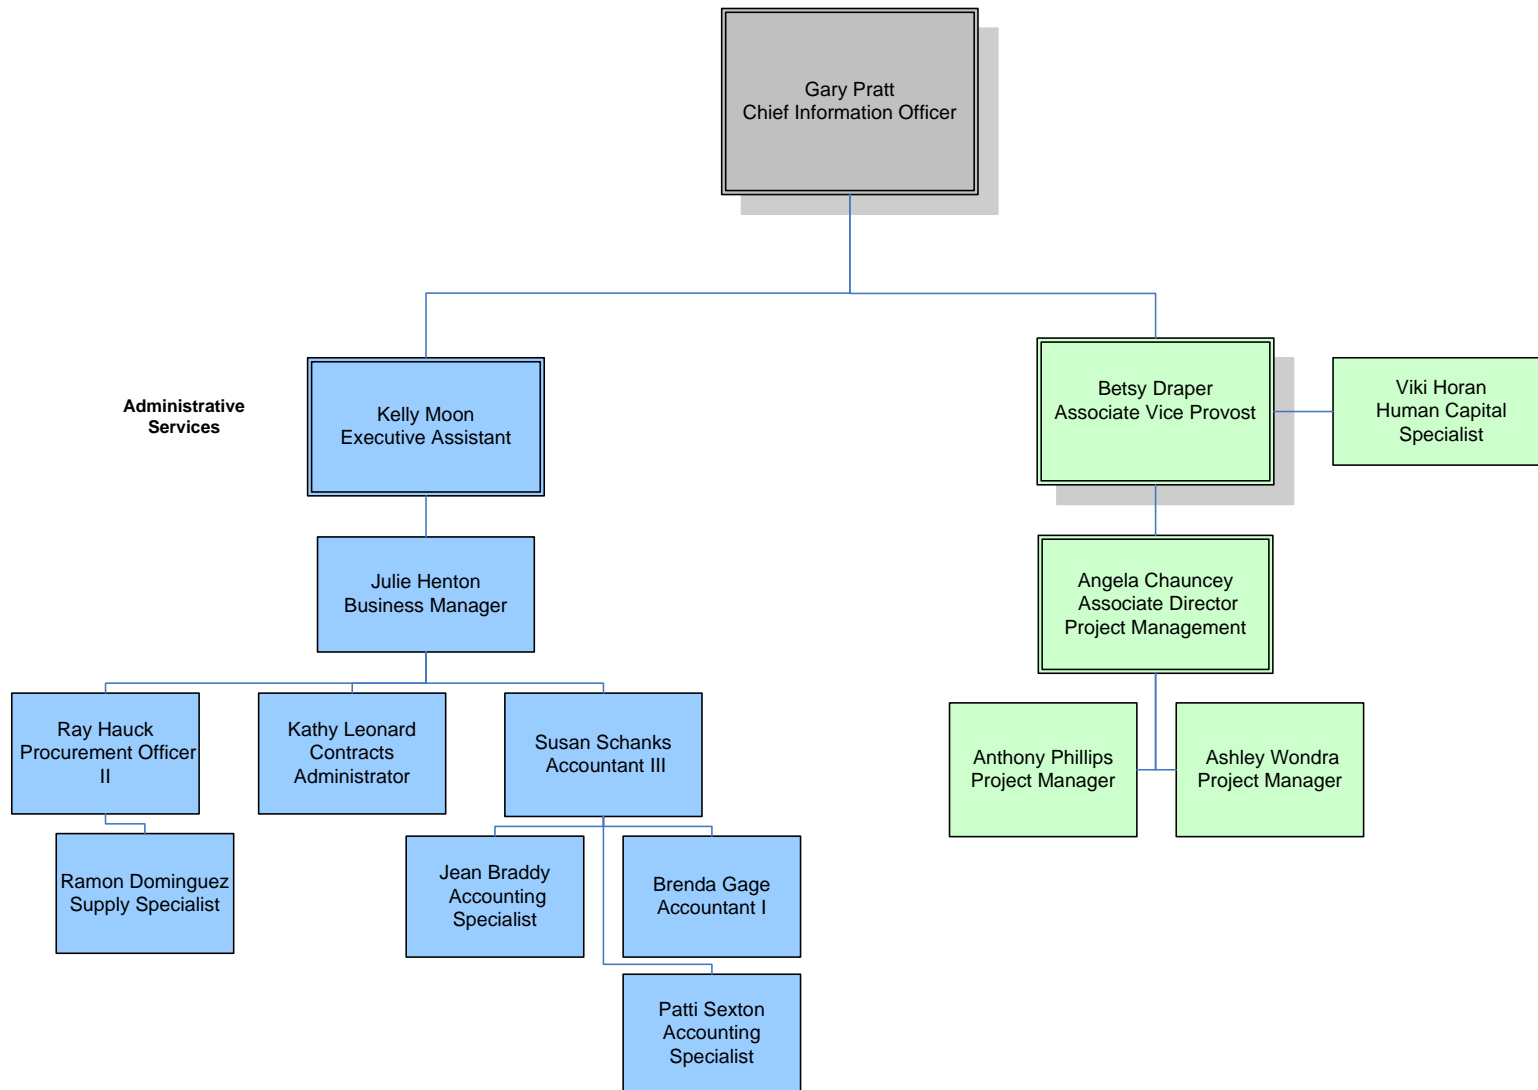 Gary Pratt
Chief Information Officer
Administrative
Services
Kelly Moon
Executive Assistant
Betsy Draper
Associate Vice Provost
Viki Horan
Human Capital
Specialist
Julie Henton
Business Manager
Angela Chauncey
Associate Director
Project Management
Ray Hauck
Procurement Officer
II
Kathy Leonard
Contracts
Administrator
Susan Schanks
Accountant III
Anthony Phillips
Project Manager
Ashley Wondra
Project Manager
Ramon Dominguez
Supply Specialist
Jean Braddy
Accounting
Specialist
Brenda Gage
Accountant I
Patti Sexton
Accounting
Specialist